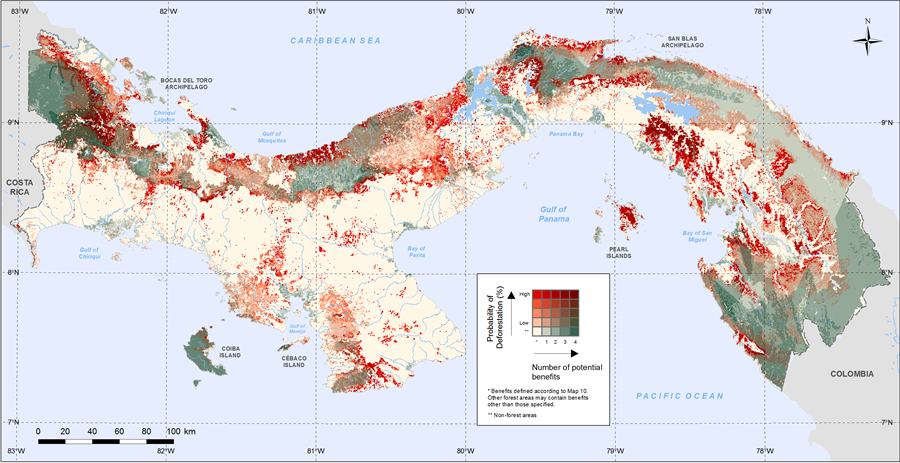 83°W
82°W
81°W
80°W
79°W
78°W
N
CARIBBEAN SEA
SAN BLAS
ARCHIPELAGO
BOCAS DEL TORO
ARCHIPELAGO
Chiriqui
Lagoon
Gulf of
Mosquitos
9°N
9°N
Panama Bay
COSTA
RICA
Gulf of
Panama
Gulf of
Chiriqui
Bay of
Parita
PEARL
ISLANDS
Bay of San
Miguel
8°N
8°N
Probability of
Deforestation (%)
High
Low
**
* 1 2 3 4
Number of potential
benefits
* Benefits defined according to Map 10.
Other forest areas may contain benefits
other than those specified.
** Non-forest areas
Gulf of
Montijo
COIBA
ISLAND
CÉBACO
ISLAND
COLOMBIA
PACIFIC OCEAN
7°N
7°N
0 20 40 60 80 100 km
83°W
82°W
81°W
80°W
79°W
78°W